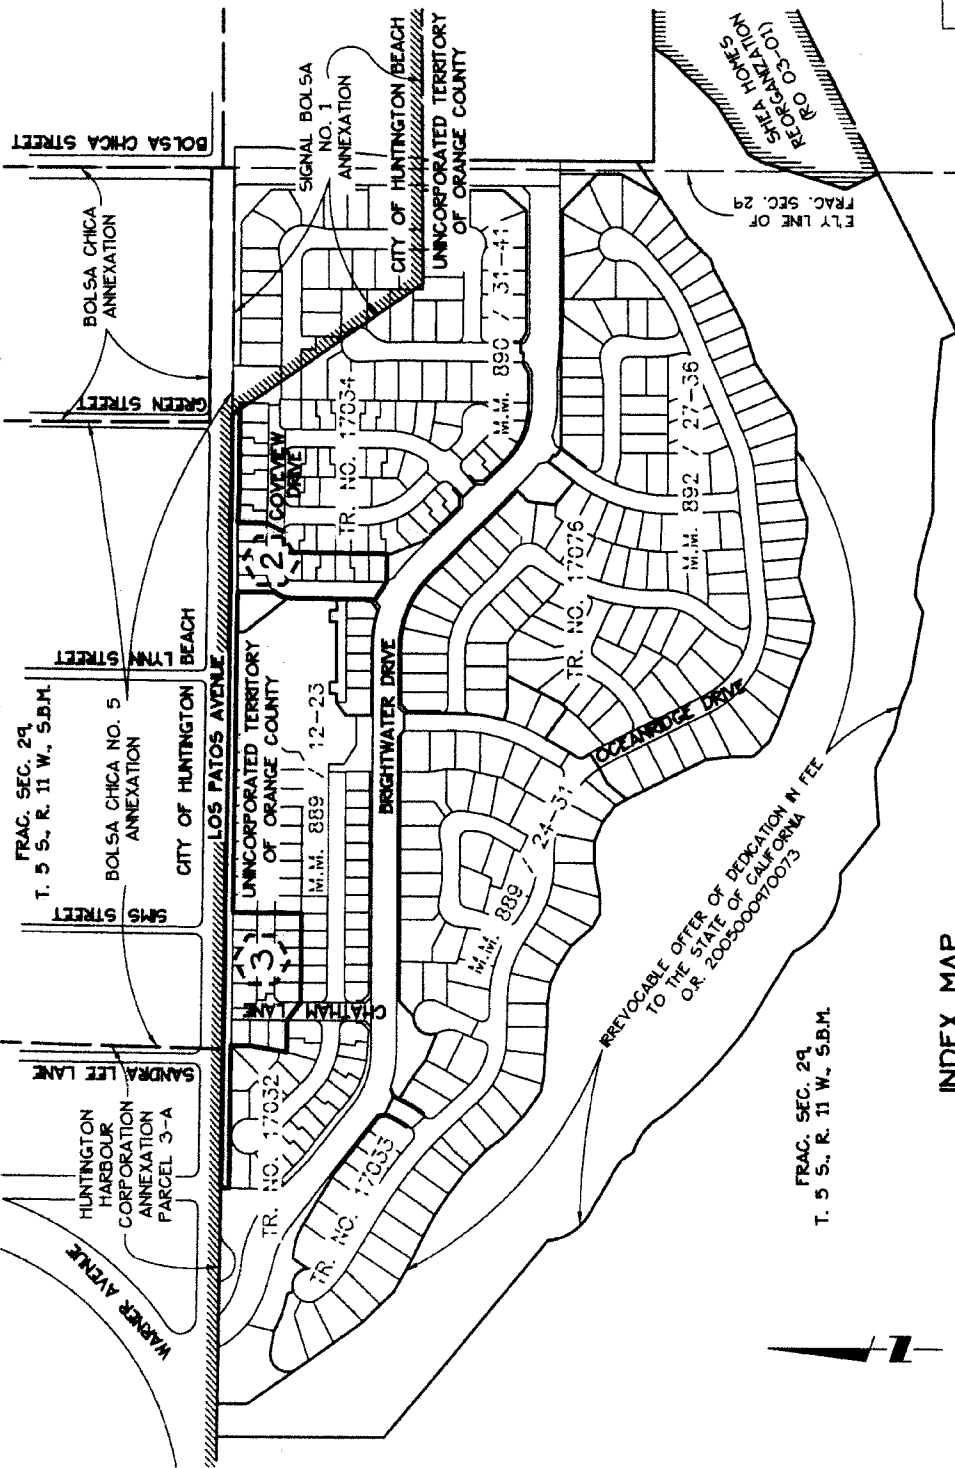 BOLSA CHICA STREET
BOLSA CHICA
ANNEXATION
GREEN STREET
SIGNAL BOLSA
NO. 1
ANNEXATION
CITY OF HUNTINGTON BEACH
UNINCORPORATED TERRITORY
OF ORANGE COUNTY
SHEA HOMES
REORGANIZATION
(RO 03-01)
E'LY LINE OF
FRAC. SEC. 29
COVEVIEW
DRIVE
TR. NO. 17034
M.M. 890 / 31-41
2
LYNN STREET
FRAC. SEC. 29,
T. 5 S., R. 11 W., S.B.M.
BOLSA CHICA NO. 5
ANNEXATION
CITY OF HUNTINGTON BEACH
LOS PATOS AVENUE
UNINCORPORATED TERRITORY
OF ORANGE COUNTY
M.M. 889 / 12-23
BRIGHTWATER DRIVE
TR. NO. 17076
M.M. 892 / 27-36
OCEANRIDGE DRIVE
SIMS STREET
3
CHATHAM LANE
M.M. 889 / 24-31
SANDRA LEE LANE
HUNTINGTON
HARBOUR
CORPORATION
ANNEXATION
PARCEL 3-A
WARNER AVENUE
TR. NO. 17032
TR. NO. 17033
IRREVOCABLE OFFER OF DEDICATION IN FEE
TO THE STATE OF CALIFORNIA
O.R. 2005000970073
FRAC. SEC. 29,
T. 5 S., R. 11 W., S.B.M.
N
INDEX MAP